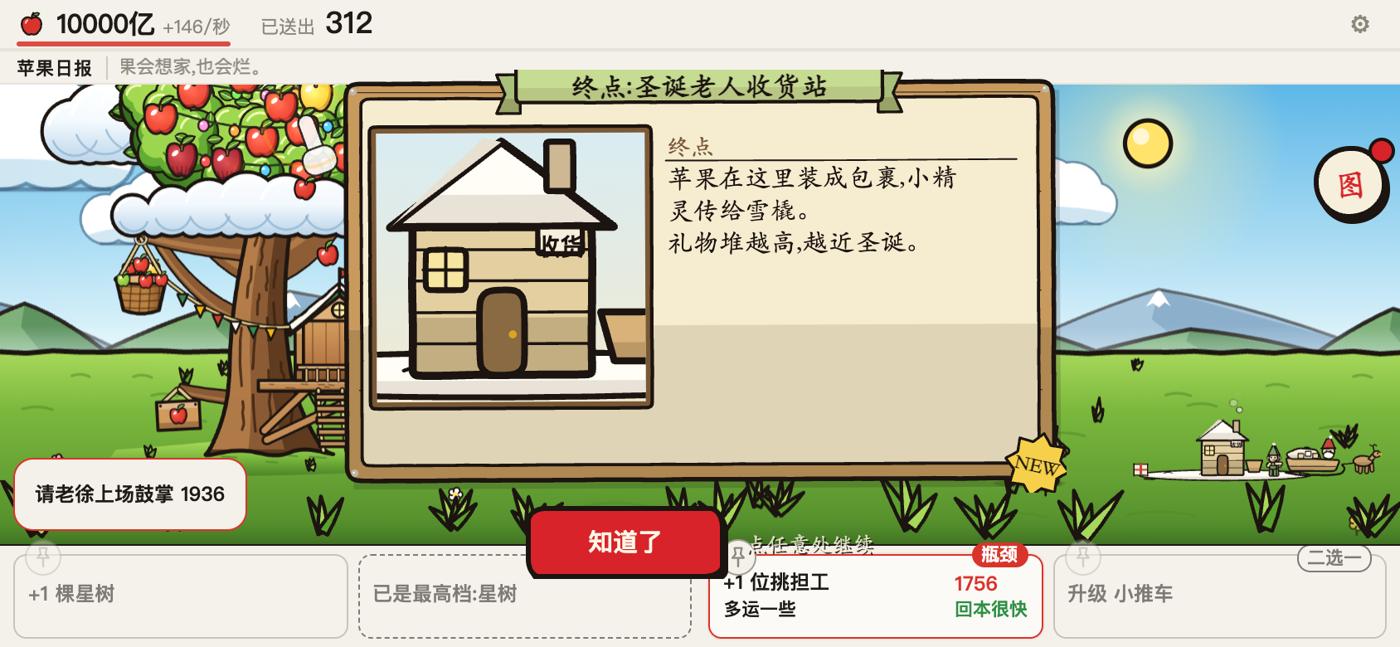 10000亿 +146/秒 已送出 312
苹果日报 果会想家,也会烂。
终点:圣诞老人收货站
终点
苹果在这里装成包裹,小精
灵传给雪橇。
礼物堆越高,越近圣诞。
收货
图
NEW
请老徐上场鼓掌 1936
知道了
点任意处继续
+1 棵星树
已是最高档:星树
瓶颈
+1 位挑担工 1756
多运一些 回本很快
二选一
升级 小推车